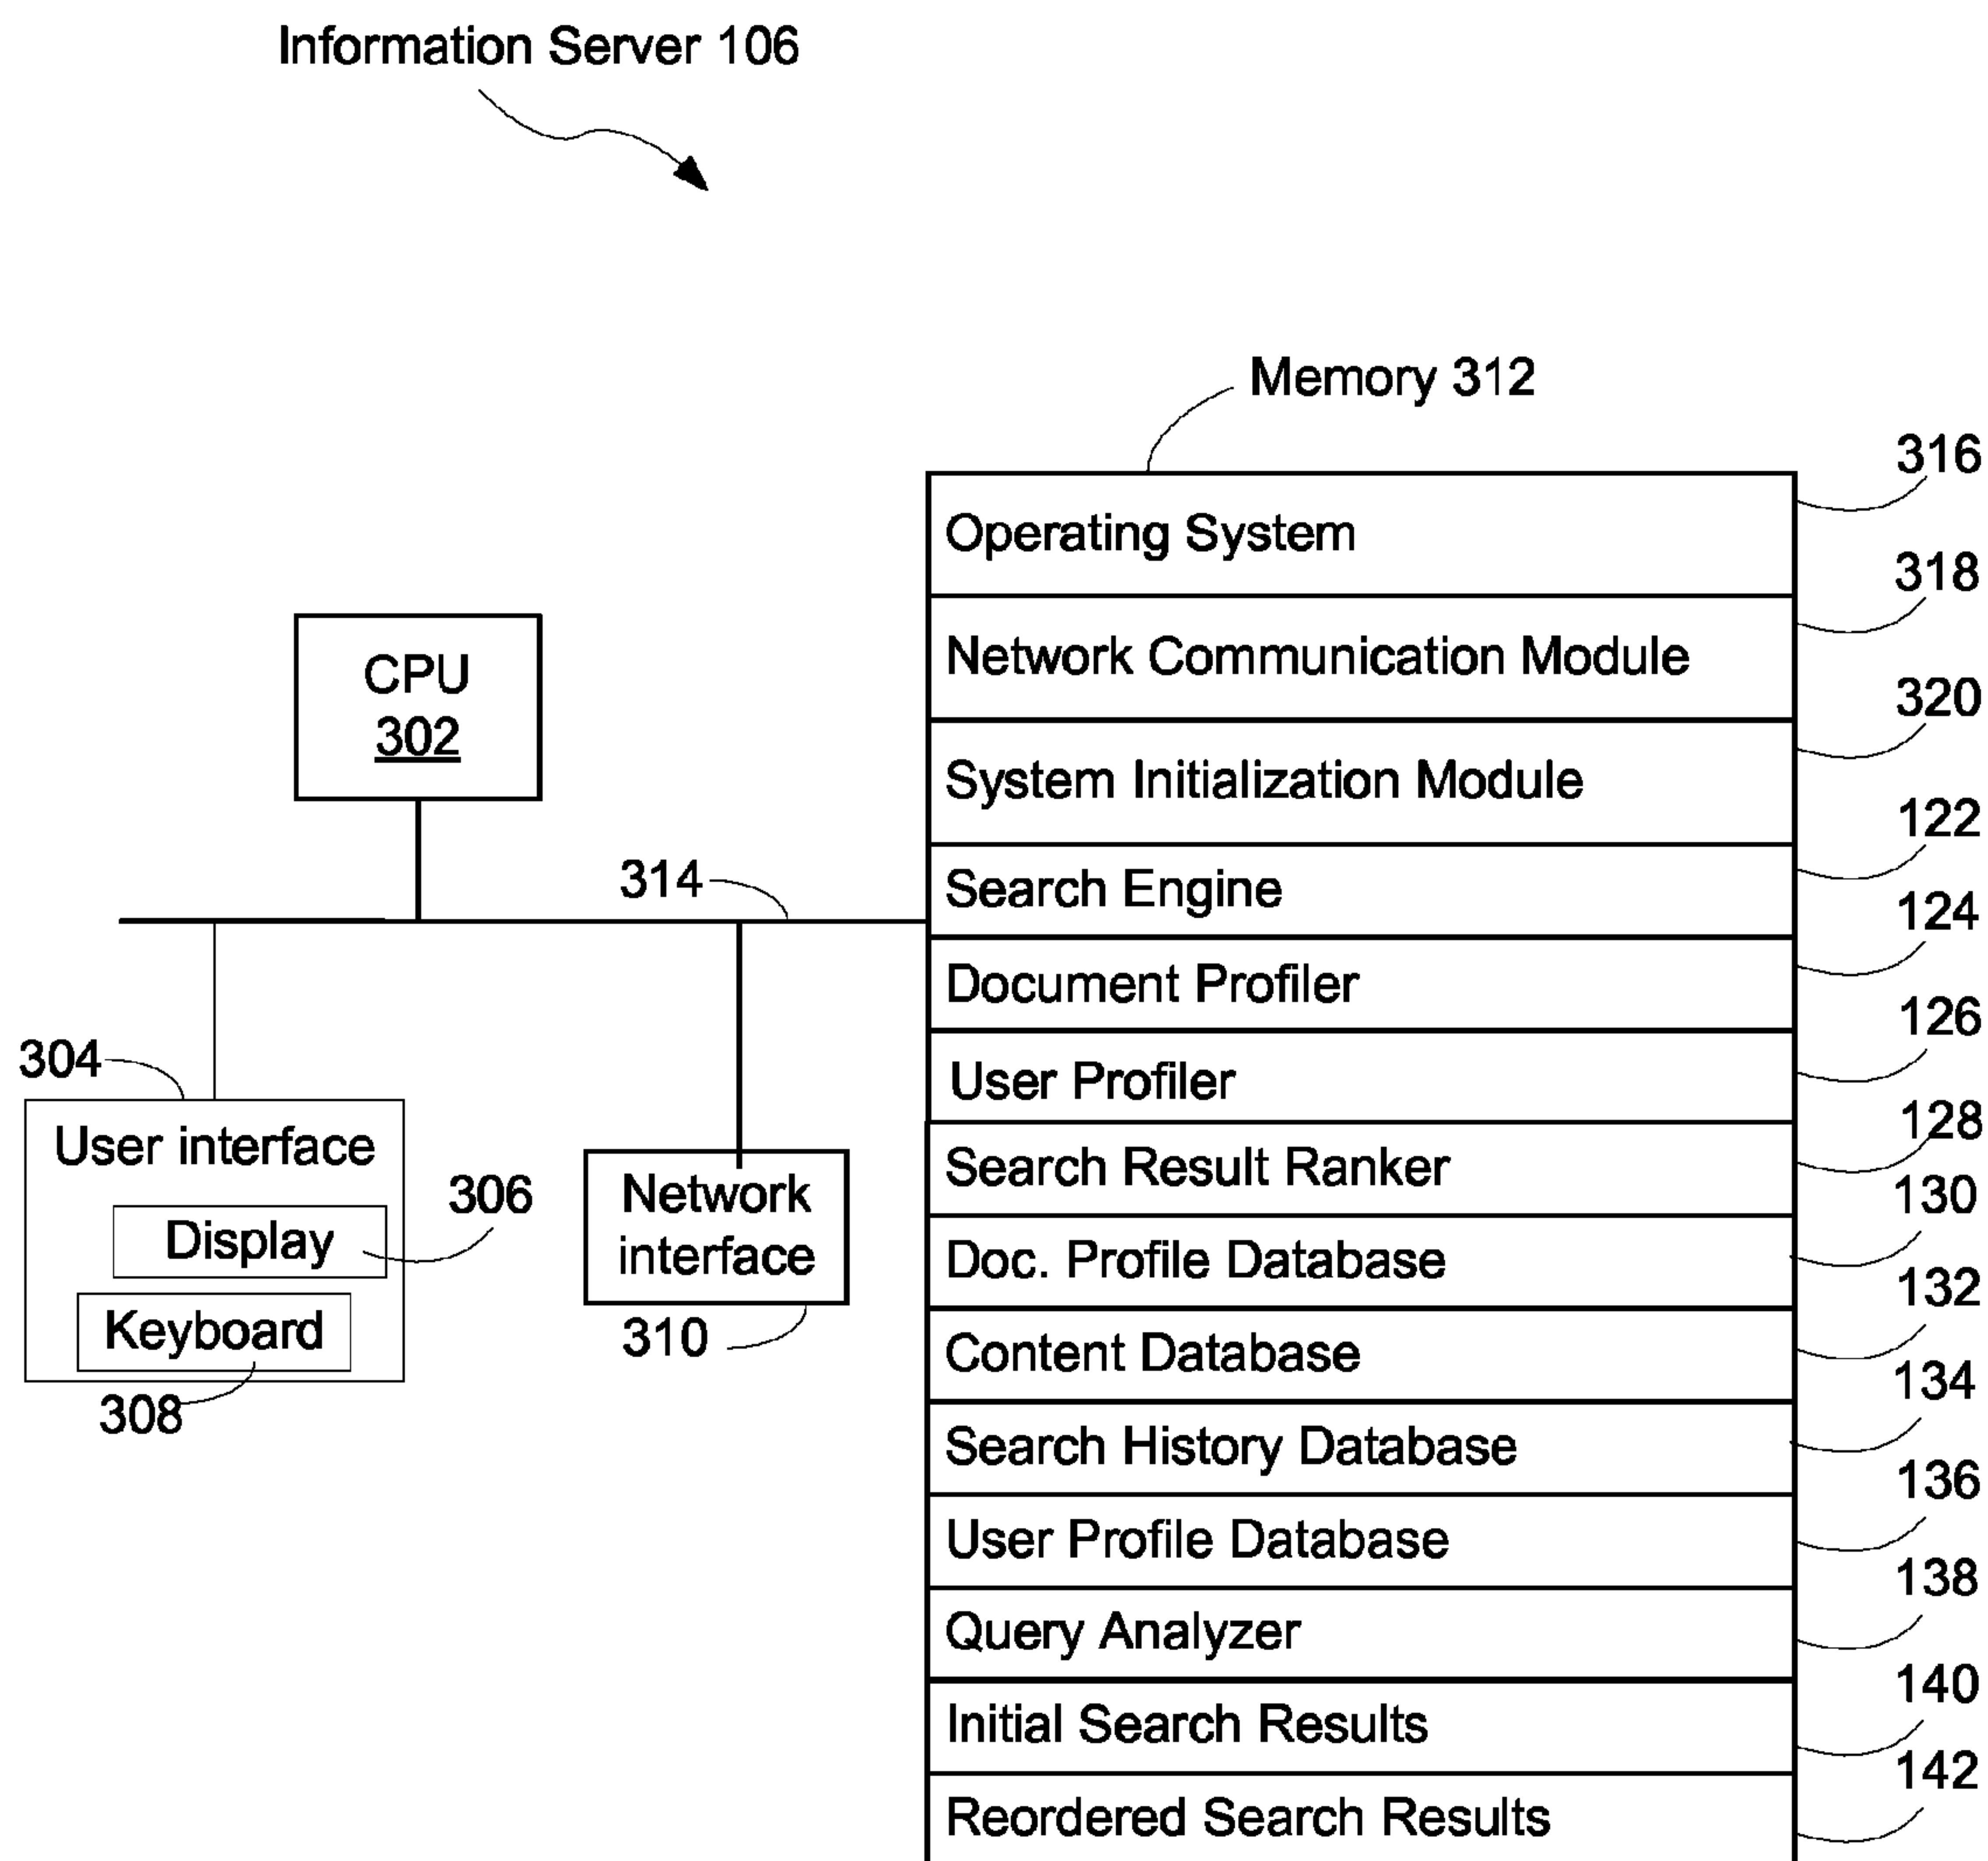 Information Server 106
Memory 312
316
Operating System
318
Network Communication Module
CPU
302
320
System Initialization Module
122
314
Search Engine
124
Document Profiler
126
304
User Profiler
128
User interface
Search Result Ranker
306
Network
130
Display
interface
Doc. Profile Database
132
Keyboard
310
Content Database
134
308
Search History Database
136
User Profile Database
138
Query Analyzer
140
Initial Search Results
142
Reordered Search Results